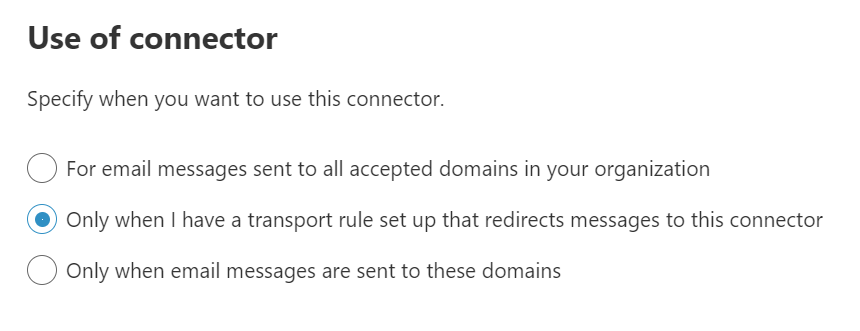 Use of connector
Specify when you want to use this connector.
For email messages sent to all accepted domains in your organization
Only when I have a transport rule set up that redirects messages to this connector
Only when email messages are sent to these domains